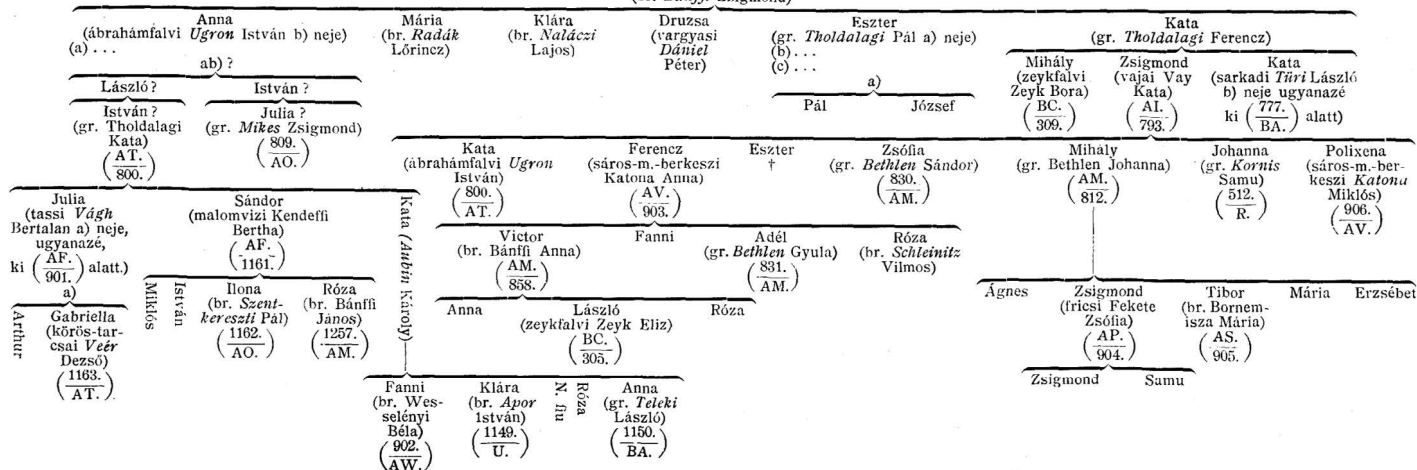 Anna
(ábrahámfalvi Ugron István b) neje)
(a) . . .
ab) ?
Mária
(br. Radák
Lőrincz)
Klára
(br. Naláczi
Lajos)
Druzsa
(vargyasi
Dániel
Péter)
Eszter
(gr. Tholdalagi Pál a) neje)
(b) . . .
(c) . . .
a)
Kata
(gr. Tholdalagi Ferencz)
László ?
István ?
Pál
József
Mihály
(zeykfalvi
Zeyk Bora)
(BC.
309.)
Zsigmond
(vajai Vay
Kata)
(AI.
793.)
Kata
(sarkadi Türi László
b) neje ugyanazé
ki (777.
BA.) alatt)
István ?
(gr. Tholdalagi
Kata)
(AT.
800.)
Julia ?
(gr. Mikes Zsigmond)
(809.
AO.)
Kata
(ábrahámfalvi Ugron
István)
(800.
AT.)
Ferencz
(sáros-m.-berkeszi
Katona Anna)
(AV.
903.)
Eszter
†
Zsófia
(gr. Bethlen Sándor)
(830.
AM.)
Mihály
(gr. Bethlen Johanna)
(AM.
812.)
Johanna
(gr. Kornis
Samu)
(512.
R.)
Polixena
(sáros-m.-ber-
keszi Katona
Miklós)
(906.
AV.)
Julia
(tassi Vágh
Bertalan a) neje,
ugyanazé,
ki (AF.
901.) alatt.)
a)
Sándor
(malomvizi Kendeffi
Bertha)
(AF.
1161.)
Kata (Aubin Károly)
Victor
(br. Bánffi Anna)
(AM.
858.)
Fanni
Adél
(gr. Bethlen Gyula)
(831.
AM.)
Róza
(br. Schleinitz
Vilmos)
Arthur
Gabriella
(körös-tar-
csai Veér
Dezső)
(1163.
AT.)
Miklós
István
Ilona
(br. Szent-
kereszti Pál)
(1162.
AO.)
Róza
(br. Bánffi
János)
(1257.
AM.)
Anna
László
(zeykfalvi Zeyk Eliz)
(BC.
305.)
Róza
Ágnes
Zsigmond
(fricsi Fekete
Zsófia)
(AP.
904.)
Tibor
(br. Bornem-
isza Mária)
(AS.
905.)
Mária
Erzsébet
Zsigmond
Samu
Fanni
(br. Wes-
selényi
Béla)
(902.
AW.)
Klára
(br. Apor
István)
(1149.
U.)
N. fiu
Róza
Anna
(gr. Teleki
László)
(1150.
BA.)